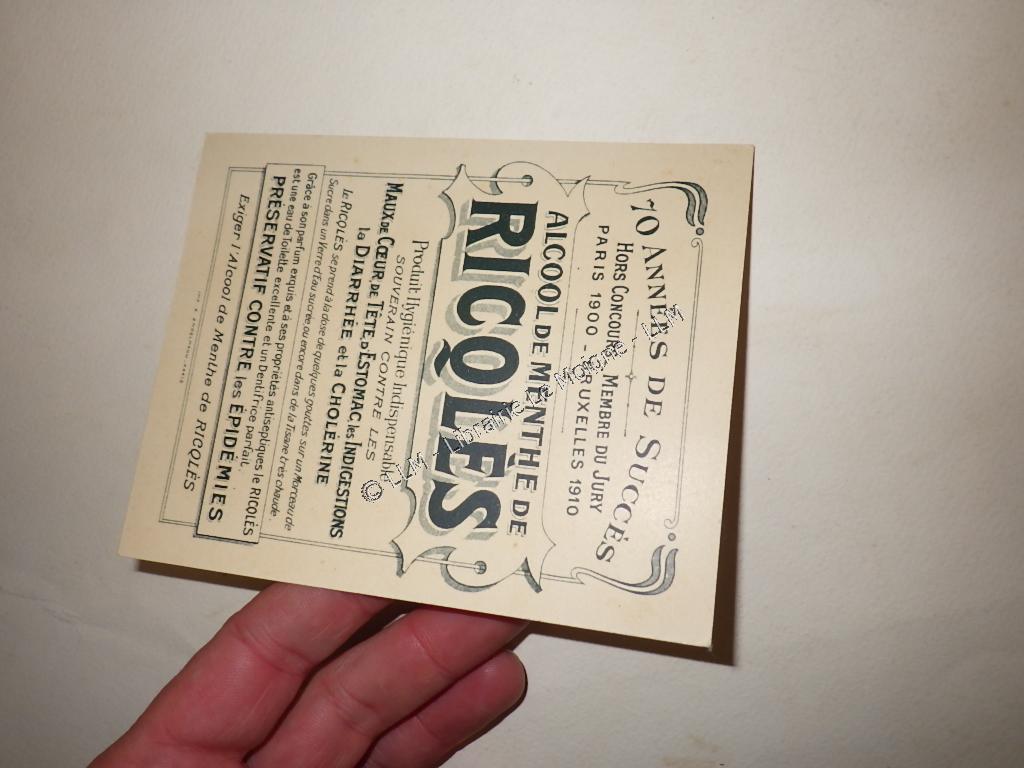 70 ANNÉES DE SUCCÈS
HORS CONCOURS MEMBRE DU JURY
PARIS 1900 - BRUXELLES 1910
ALCOOL DE MENTHE DE
RICQLÈS
Produit Hygiénique Indispensable
SOUVERAIN CONTRE LES
MAUX DE CŒUR, DE TÊTE, D'ESTOMAC, les INDIGESTIONS
la DIARRHÉE et la CHOLÉRINE
Le RICQLÈS se prend à la dose de quelques gouttes sur un Morceau de
Sucre dans un Verre d'Eau sucrée ou encore dans de la Tisane très chaude.
Grâce à son parfum exquis et à ses propriétés antiseptiques le RICQLÈS
est une eau de Toilette excellente et un Dentifrice parfait.
PRÉSERVATIF CONTRE les ÉPIDÉMIES
Exiger l'Alcool de Menthe de RICQLÈS
© LLM - Librairie Le Moigne - LLM